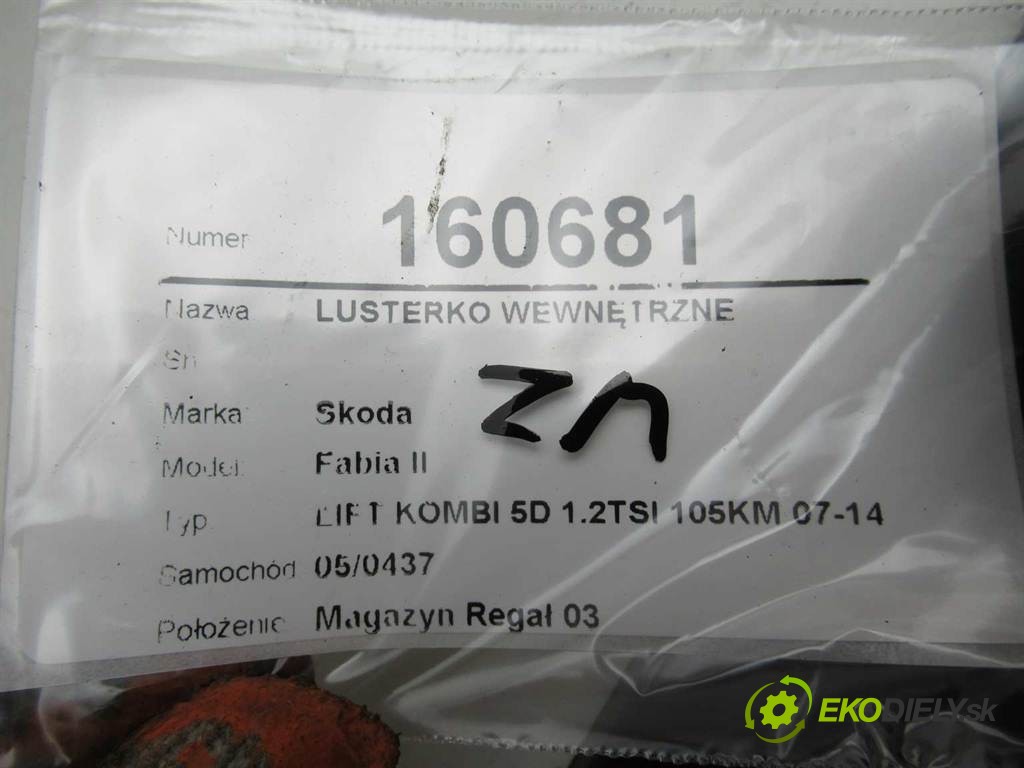 Numer 160681
Nazwa LUSTERKO WEWNĘTRZNE
Sn
Marka Skoda
Model Fabia II
Typ LIFT KOMBI 5D 1.2TSI 105KM 07-14
Samochód 05/0437
Położenie Magazyn Regał 03
EKODIELY.sk